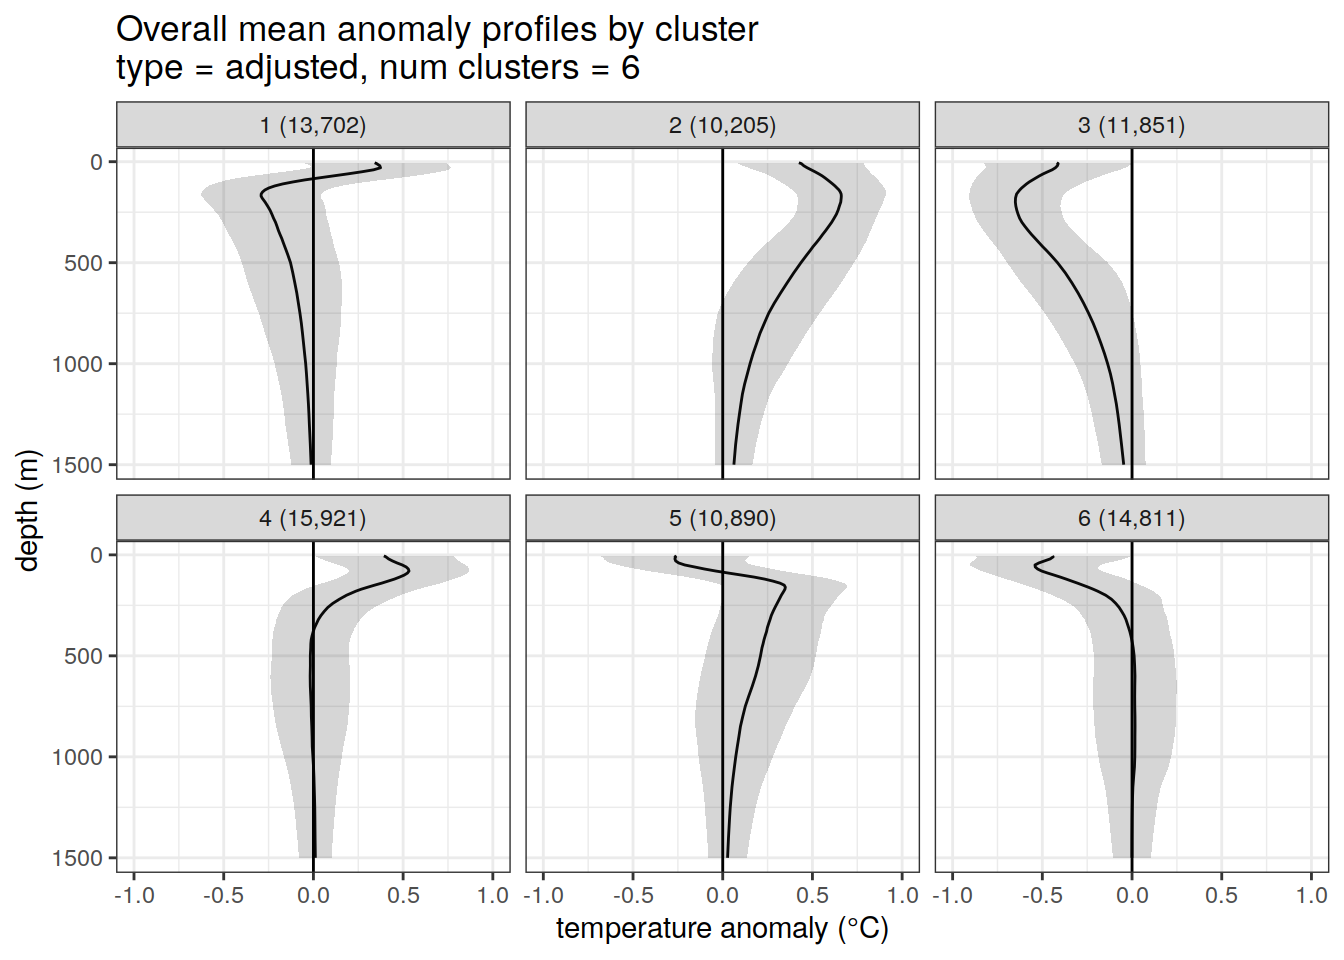 Overall mean anomaly profiles by cluster
type = adjusted, num clusters = 6
1 (13,702)
2 (10,205)
3 (11,851)
0
500
1000
1500
4 (15,921)
5 (10,890)
6 (14,811)
0
500
1000
1500
depth (m)
-1.0 -0.5 0.0 0.5 1.0
-1.0 -0.5 0.0 0.5 1.0
-1.0 -0.5 0.0 0.5 1.0
temperature anomaly (°C)